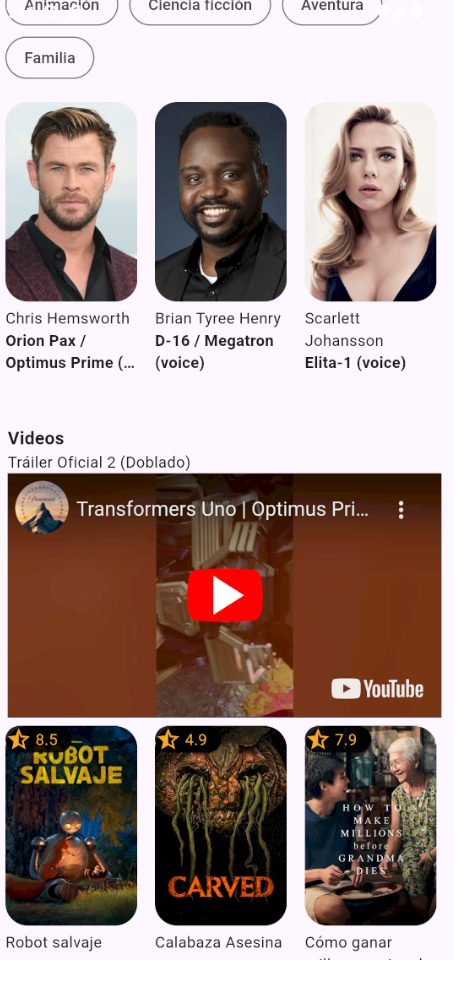 Animación
Ciencia ficción
Aventura
Familia
Chris Hemsworth
Orion Pax /
Optimus Prime (…
Brian Tyree Henry
D-16 / Megatron
(voice)
Scarlett
Johansson
Elita-1 (voice)
Videos
Tráiler Oficial 2 (Doblado)
Paramount
Transformers Uno | Optimus Pri...
YouTube
8.5
ROBOT
SALVAJE
4.9
CARVED
7.9
HOW TO
MAKE
MILLIONS
before
GRANDMA
DIES
Robot salvaje
Calabaza Asesina
Cómo ganar